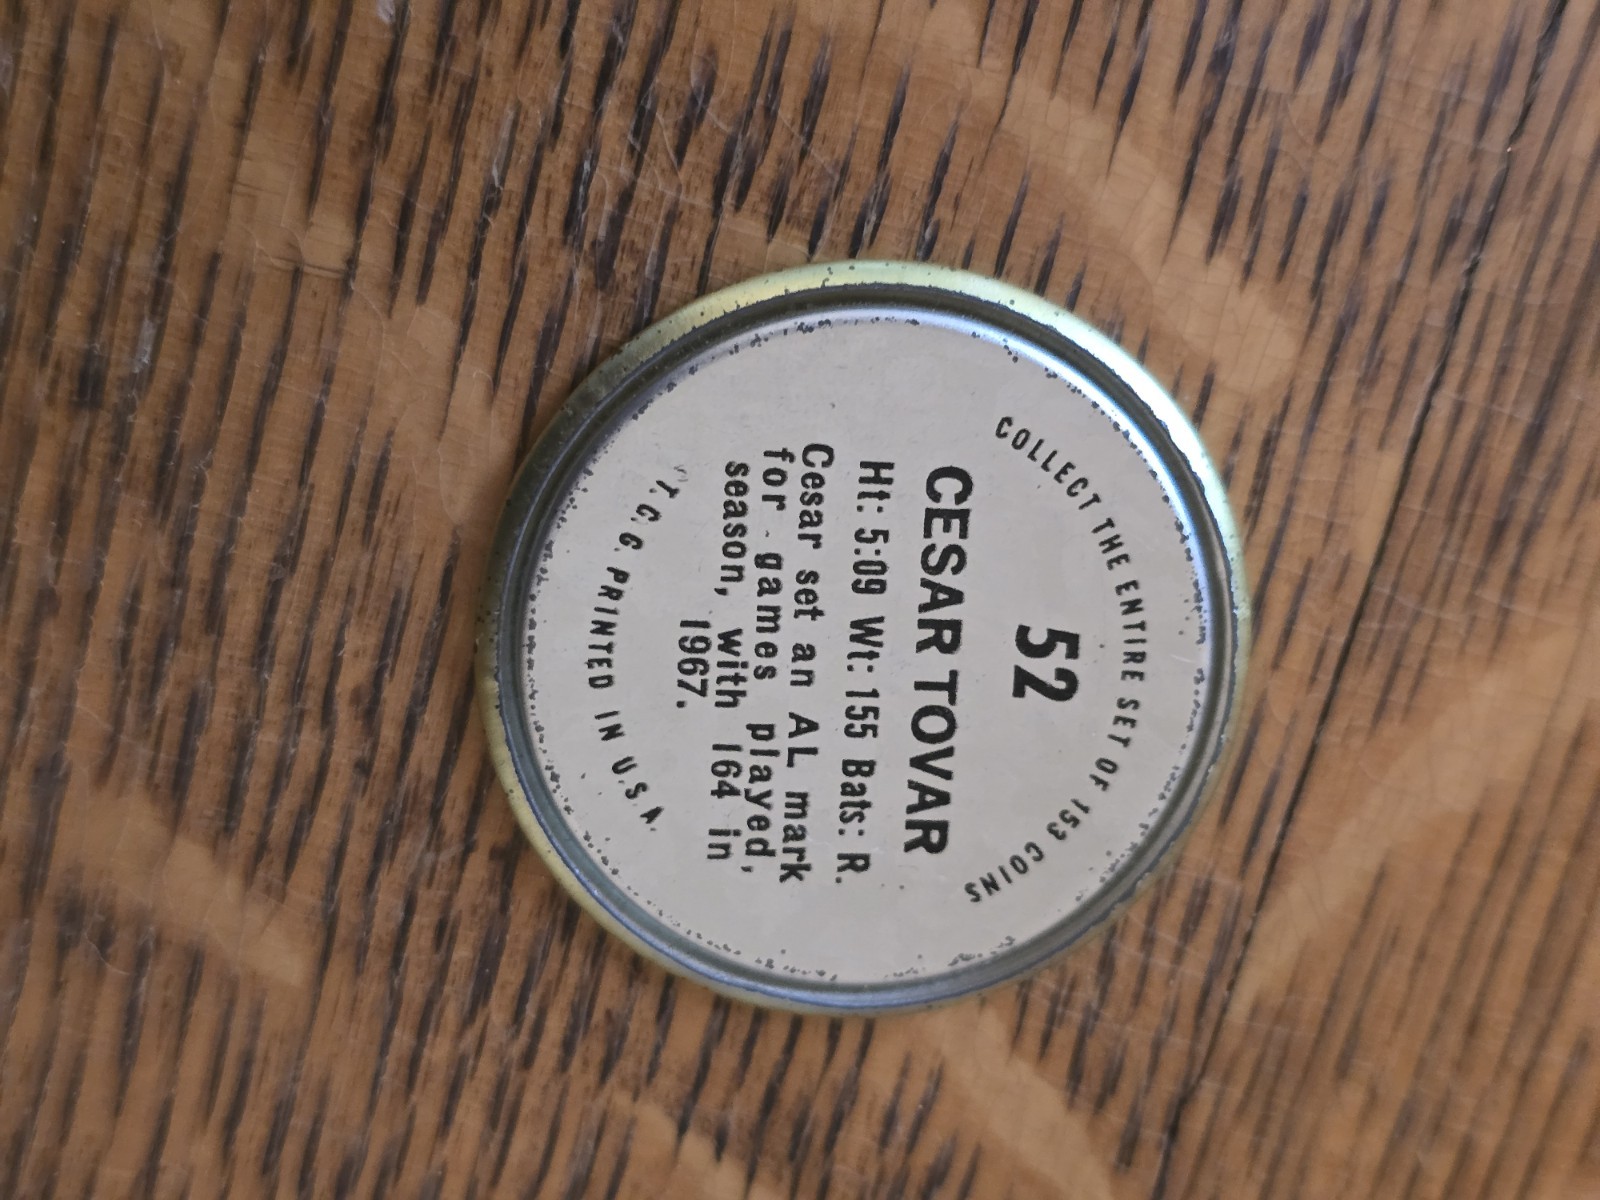 COLLECT THE ENTIRE SET OF 153 COINS
52
CESAR TOVAR
Ht: 5:09 Wt: 155 Bats: R.
Cesar set an AL mark
for games played,
season, with 164 in
1967.
T.C.G. PRINTED IN U.S.A.